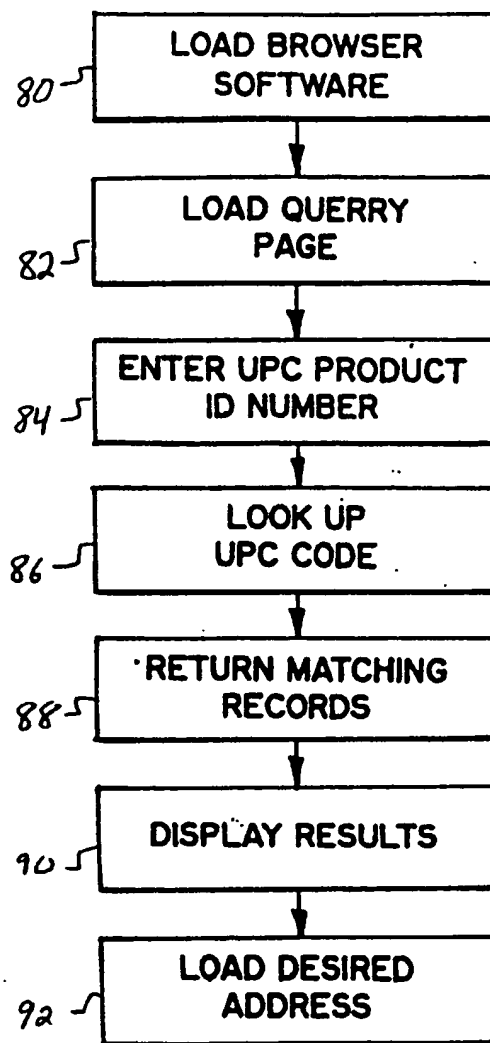 LOAD BROWSER
SOFTWARE
80
LOAD QUERRY
PAGE
82
ENTER UPC PRODUCT
ID NUMBER
84
LOOK UP
UPC CODE
86
RETURN MATCHING
RECORDS
88
DISPLAY RESULTS
90
LOAD DESIRED
ADDRESS
92